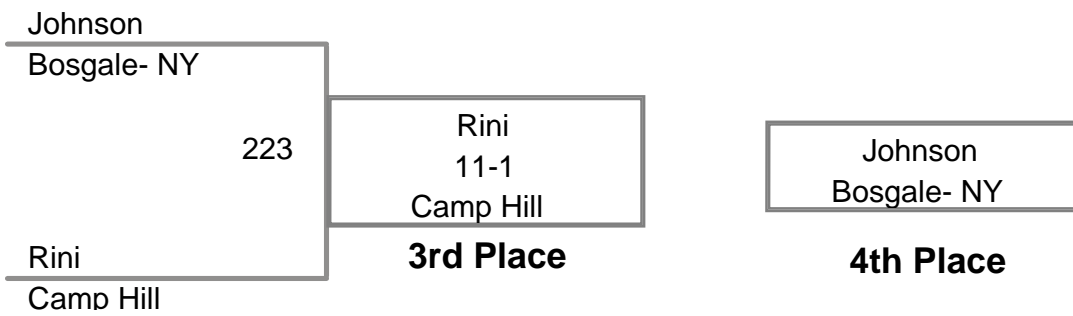 Johnson
Bosgale- NY
223
Rini
Camp Hill
Rini
11-1
Camp Hill
3rd Place
Johnson
Bosgale- NY
4th Place